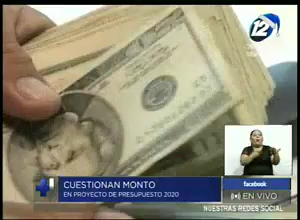 12
CUESTIONAN MONTO
EN PROYECTO DE PRESUPUESTO 2020
facebook
EN VIVO
NUESTRAS REDES SOCIAL